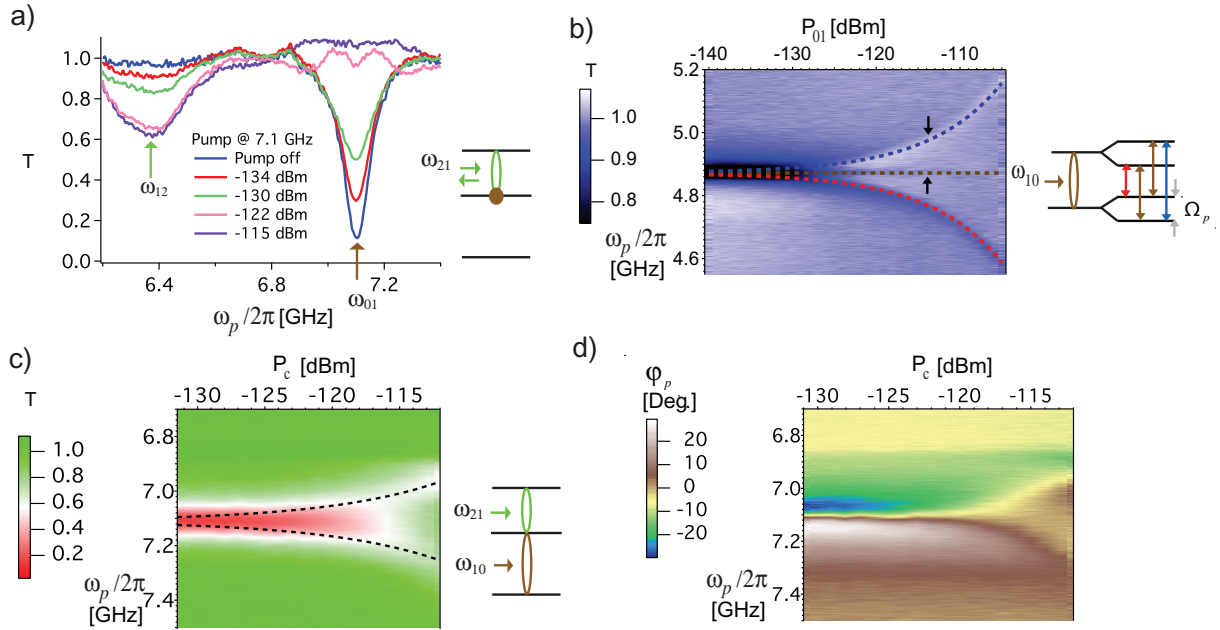 a)
1.0
0.8
0.6
0.4
0.2
0.0
T
Pump @ 7.1 GHz
Pump off
-134 dBm
-130 dBm
-122 dBm
-115 dBm
ω12
ω01
6.4
6.8
7.2
ωp/2π [GHz]
ω21
b)
P01 [dBm]
-140
-130
-120
-110
T
1.0
0.9
0.8
5.2
5.0
4.8
4.6
ωp/2π
[GHz]
ω10
Ωp
c)
Pc [dBm]
-130
-125
-120
-115
T
1.0
0.8
0.6
0.4
0.2
6.8
7.0
7.2
7.4
ωp/2π
[GHz]
ω21
ω10
d)
Pc [dBm]
-130
-125
-120
-115
φp
[Deg.]
20
10
0
-10
-20
6.8
7.0
7.2
7.4
ωp/2π
[GHz]